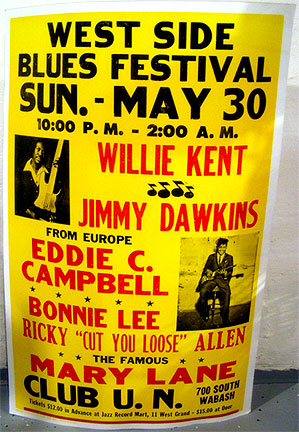 WEST SIDE
BLUES FESTIVAL
SUN. - MAY 30
10:00 P. M. - 2:00 A. M.
WILLIE KENT
JIMMY DAWKINS
FROM EUROPE
EDDIE C.
CAMPBELL
BONNIE LEE
RICKY "CUT YOU LOOSE" ALLEN
THE FAMOUS
MARY LANE
CLUB U. N.
700 SOUTH
WABASH
Tickets $12.00 in Advance at Jazz Record Mart, 11 West Grand - $15.00 at Door